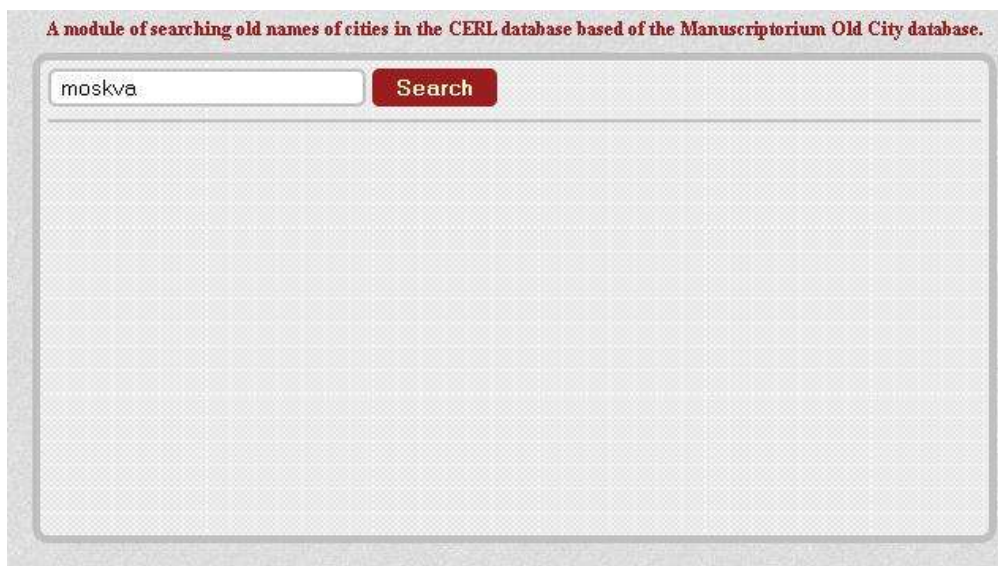 A module of searching old names of cities in the CERL database based of the Manuscriptorium Old City database.
moskva Search